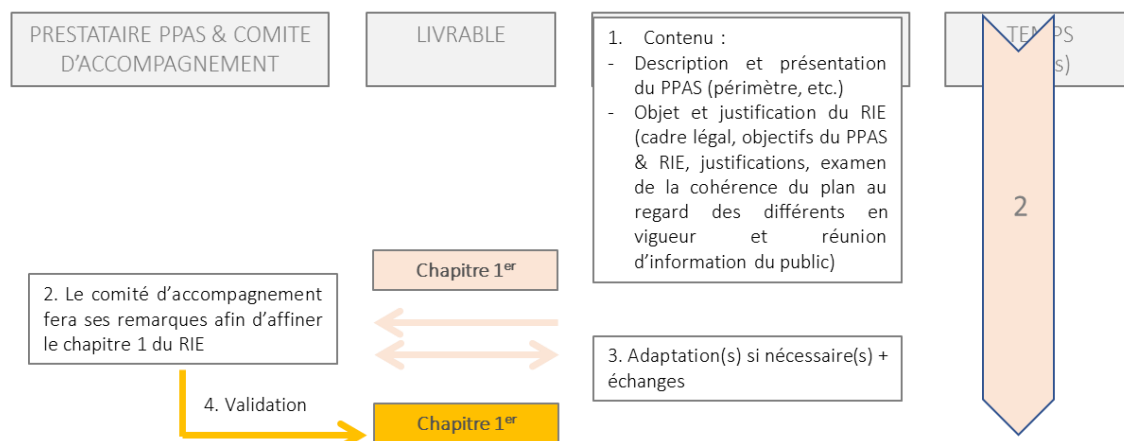 PRESTATAIRE PPAS & COMITE
D’ACCOMPAGNEMENT
LIVRABLE
1. Contenu :
- Description et présentation
du PPAS (périmètre, etc.)
- Objet et justification du RIE
(cadre légal, objectifs du PPAS
& RIE, justifications, examen
de la cohérence du plan au
regard des différents en
vigueur et réunion
d’information du public)
2
Chapitre 1er
2. Le comité d’accompagnement
fera ses remarques afin d’affiner
le chapitre 1 du RIE
3. Adaptation(s) si nécessaire(s) +
échanges
4. Validation
Chapitre 1er